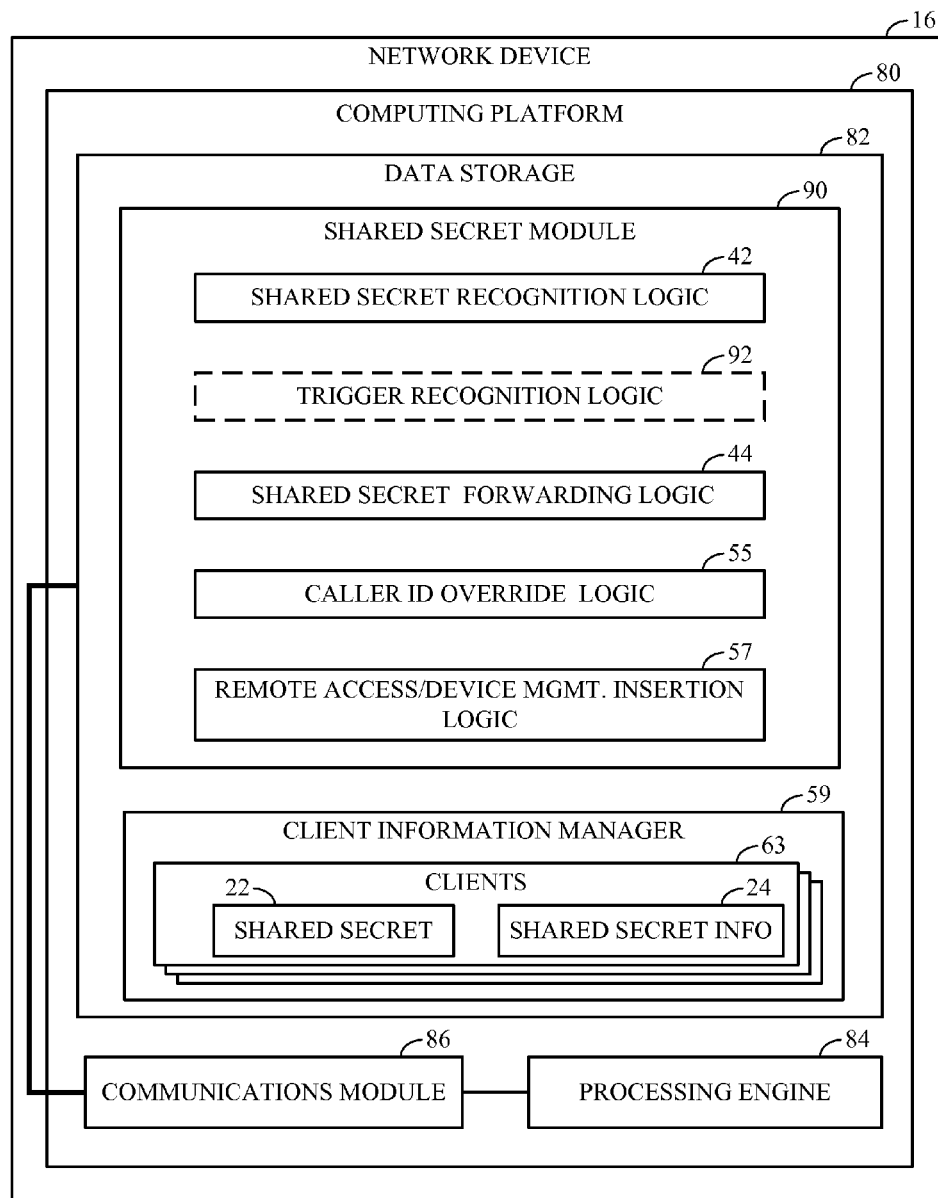 16
NETWORK DEVICE
80
COMPUTING PLATFORM
82
DATA STORAGE
90
SHARED SECRET MODULE
42
SHARED SECRET RECOGNITION LOGIC
92
TRIGGER RECOGNITION LOGIC
44
SHARED SECRET FORWARDING LOGIC
55
CALLER ID OVERRIDE LOGIC
57
REMOTE ACCESS/DEVICE MGMT. INSERTION
LOGIC
59
CLIENT INFORMATION MANAGER
63
CLIENTS
22
24
SHARED SECRET
SHARED SECRET INFO
86
84
COMMUNICATIONS MODULE
PROCESSING ENGINE